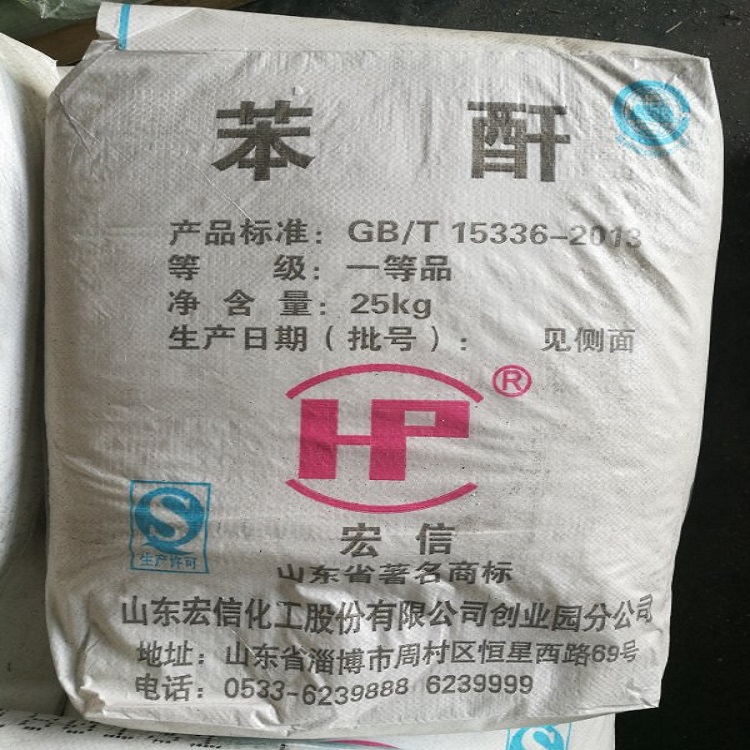 苯 酐
产品标准：GB/T 15336-2013
等 级：一等品
净 含 量：25kg
生产日期（批号）： 见侧面
HP®
宏 信
生产许可
山东省著名商标
山东宏信化工股份有限公司创业园分公司
地址：山东省淄博市周村区恒星西路69号
电话：0533-6239888 6239999